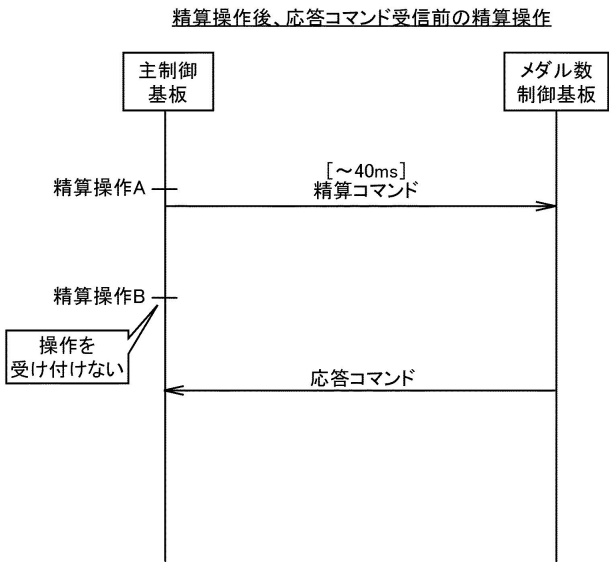 精算操作後、応答コマンド受信前の精算操作
主制御
基板
メダル数
制御基板
[~40ms]
精算操作A
精算コマンド
精算操作B
操作を
受け付けない
応答コマンド